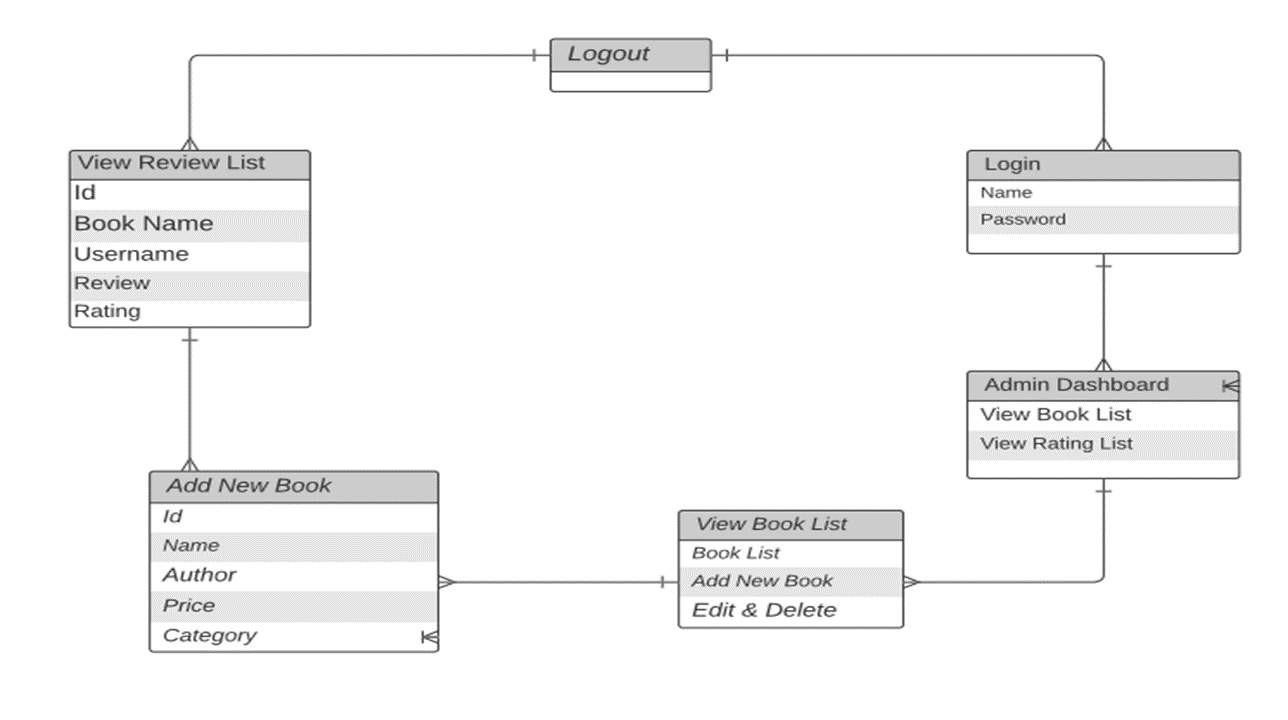 Logout
View Review List
Id
Book Name
Username
Review
Rating
Login
Name
Password
Admin Dashboard
View Book List
View Rating List
Add New Book
Id
Name
Author
Price
Category
View Book List
Book List
Add New Book
Edit & Delete